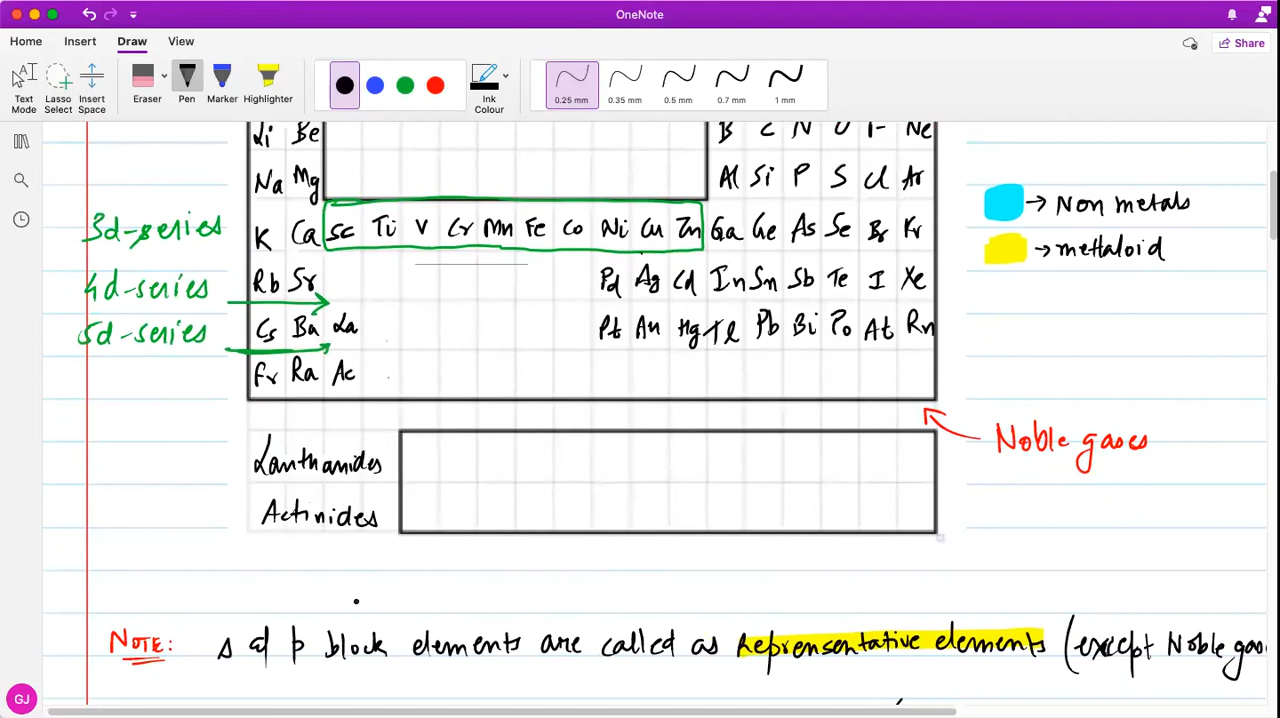 OneNote
Home Insert Draw View
Share
Text Mode
Lasso Select
Insert Space
Eraser
Pen
Marker
Highlighter
Ink Colour
0.25 mm 0.35 mm 0.5 mm 0.7 mm 1 mm
Li Be B C N O F Ne
Na Mg Al Si P S Cl Ar
3d-series K Ca Sc Ti V Cr Mn Fe Co Ni Cu Zn Ga Ge As Se Br Kr
4d-series Rb Sr Pd Ag Cd In Sn Sb Te I Xe
5d-series Cs Ba La Pt Au Hg Tl Pb Bi Po At Rn
Fr Ra Ac
→ Non metals
→ mettaloid
Noble gases
Lanthanides
Actinides
NOTE: s & p block elements are called as Reprensentative elements (except Noble gas
GJ